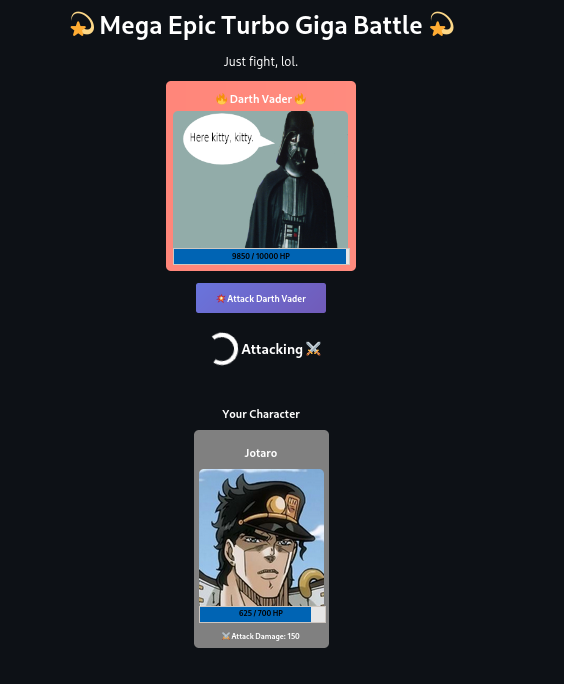 💫 Mega Epic Turbo Giga Battle 💫
Just fight, lol.
🔥 Darth Vader 🔥
Here kitty, kitty.
9850 / 10000 HP
💥 Attack Darth Vader
Attacking ⚔️
Your Character
Jotaro
625 / 700 HP
⚔️ Attack Damage: 150